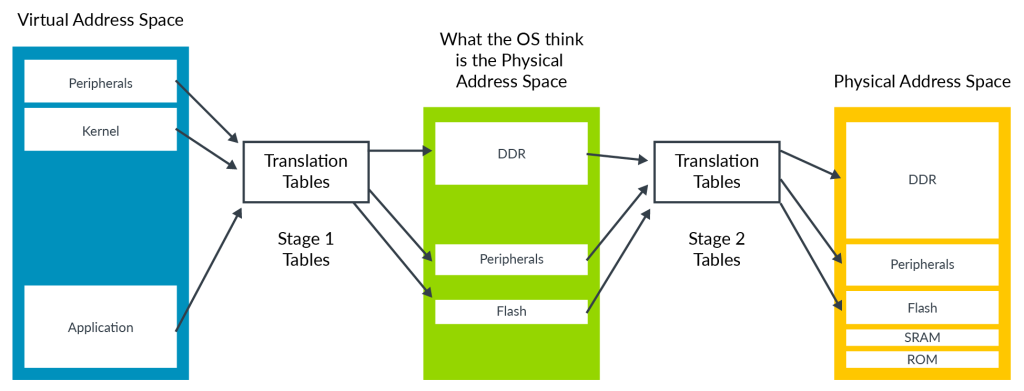 Virtual Address Space
Peripherals
Kernel
Application
Translation
Tables
Stage 1
Tables
What the OS think
is the Physical
Address Space
DDR
Peripherals
Flash
Translation
Tables
Stage 2
Tables
Physical Address Space
DDR
Peripherals
Flash
SRAM
ROM